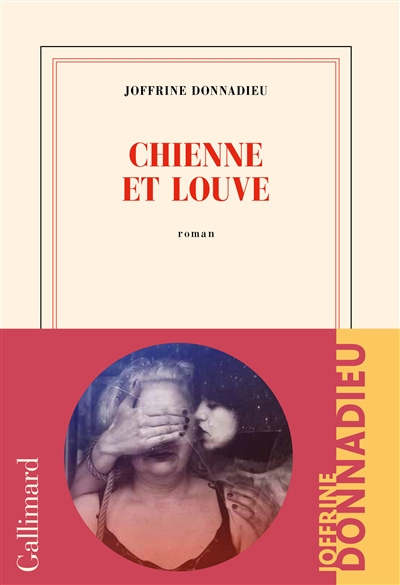 JOFFRINE DONNADIEU
CHIENNE
ET LOUVE
roman
Gallimard
JOFFRINE
DONNADIEU